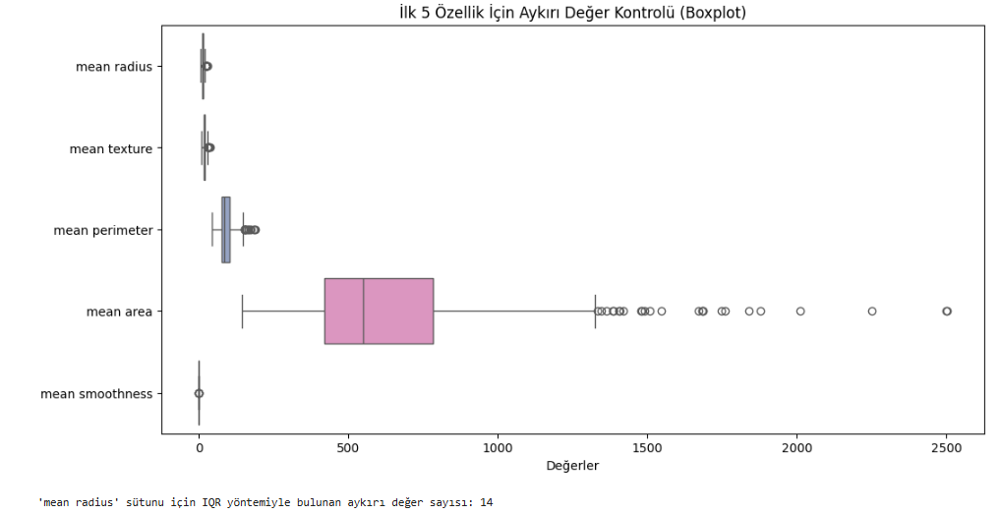 İlk 5 Özellik İçin Aykırı Değer Kontrolü (Boxplot)
mean radius
mean texture
mean perimeter
mean area
mean smoothness
0 500 1000 1500 2000 2500
Değerler
'mean radius' sütunu için IQR yöntemiyle bulunan aykırı değer sayısı: 14